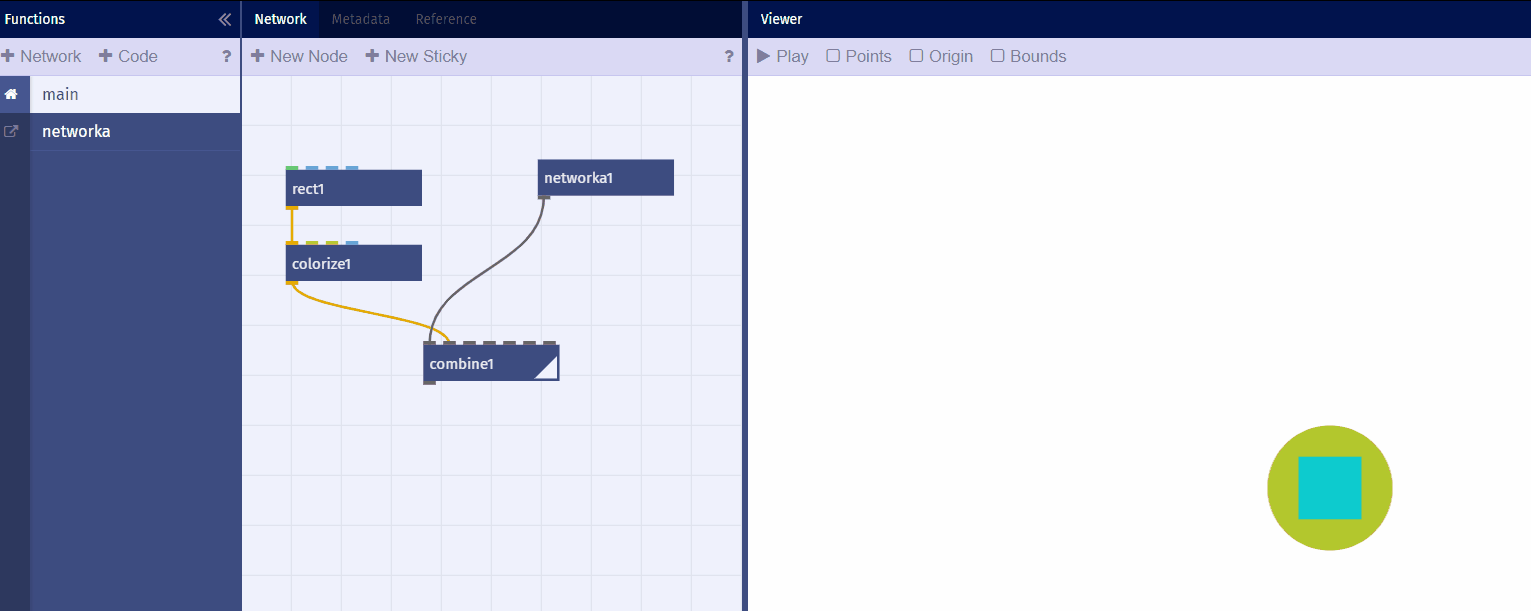 Functions
Network Metadata Reference
Viewer
Network Code ?
New Node New Sticky ?
Play Points Origin Bounds
main
networka
rect1
networka1
colorize1
combine1